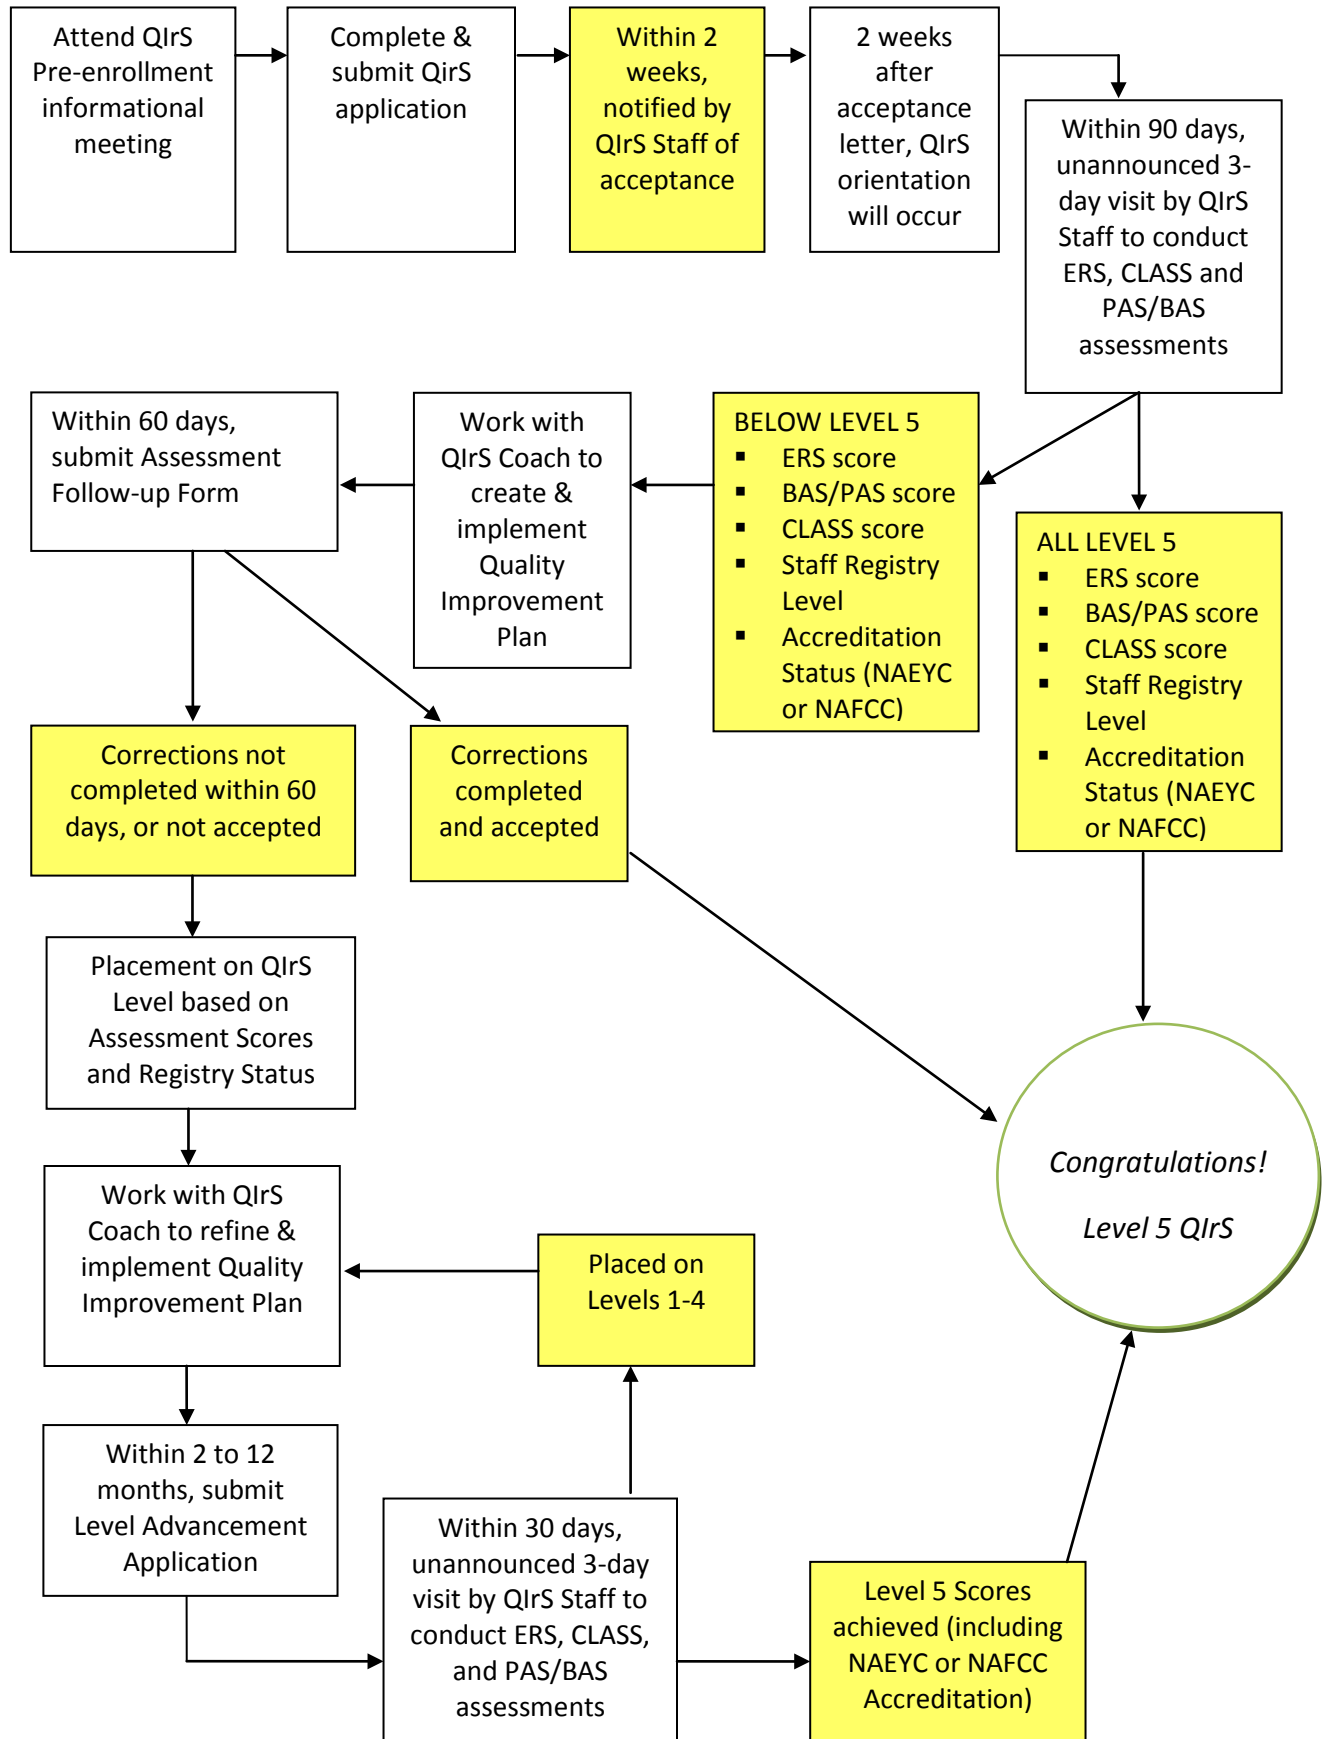 Attend QIrS
Pre-enrollment
informational
meeting
Complete &
submit QirS
application
Within 2
weeks,
notified by
QIrS Staff of
acceptance
2 weeks
after
acceptance
letter, QIrS
orientation
will occur
Within 90 days,
unannounced 3-
day visit by QIrS
Staff to conduct
ERS, CLASS and
PAS/BAS
assessments
Within 60 days,
submit Assessment
Follow-up Form
Work with
QIrS Coach to
create &
implement
Quality
Improvement
Plan
BELOW LEVEL 5
▪ ERS score
▪ BAS/PAS score
▪ CLASS score
▪ Staff Registry
Level
▪ Accreditation
Status (NAEYC
or NAFCC)
ALL LEVEL 5
▪ ERS score
▪ BAS/PAS score
▪ CLASS score
▪ Staff Registry
Level
▪ Accreditation
Status (NAEYC
or NAFCC)
Corrections not
completed within 60
days, or not accepted
Corrections
completed
and accepted
Placement on QIrS
Level based on
Assessment Scores
and Registry Status
Work with QIrS
Coach to refine &
implement Quality
Improvement Plan
Placed on
Levels 1-4
Congratulations!
Level 5 QIrS
Within 2 to 12
months, submit
Level Advancement
Application
Within 30 days,
unannounced 3-day
visit by QIrS Staff to
conduct ERS, CLASS,
and PAS/BAS
assessments
Level 5 Scores
achieved (including
NAEYC or NAFCC
Accreditation)